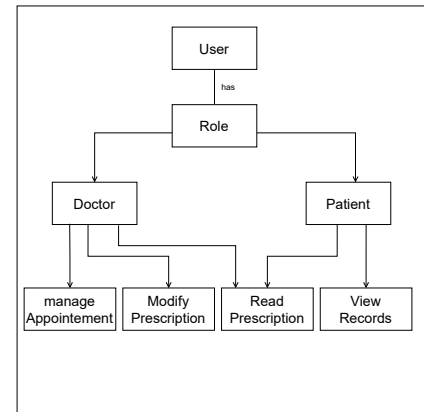 User
has
Role
Doctor
Patient
manage
Appointement
Modify
Prescription
Read
Prescription
View
Records